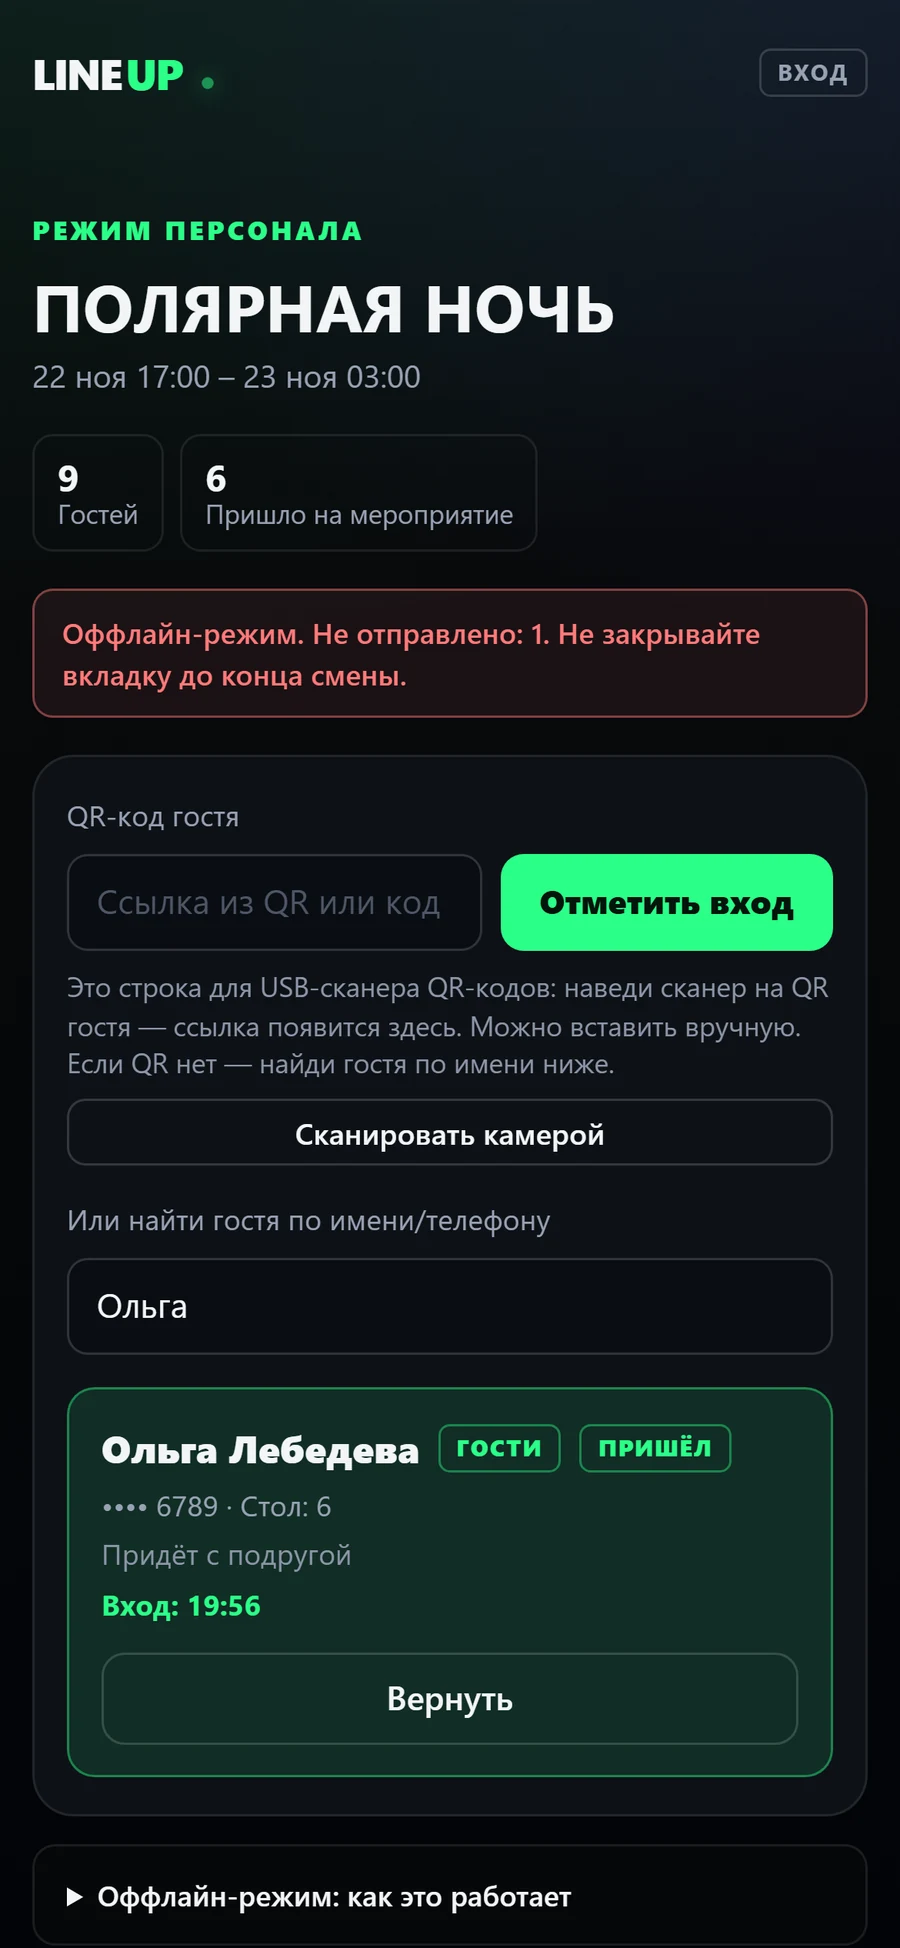 LINEUP
ВХОД
РЕЖИМ ПЕРСОНАЛА
ПОЛЯРНАЯ НОЧЬ
22 ноя 17:00 – 23 ноя 03:00
9
Гостей
6
Пришло на мероприятие
Оффлайн-режим. Не отправлено: 1. Не закрывайте
вкладку до конца смены.
QR-код гостя
Ссылка из QR или код
Отметить вход
Это строка для USB-сканера QR-кодов: наведи сканер на QR
гостя — ссылка появится здесь. Можно вставить вручную.
Если QR нет — найди гостя по имени ниже.
Сканировать камерой
Или найти гостя по имени/телефону
Ольга
Ольга Лебедева ГОСТИ ПРИШЁЛ
•••• 6789 · Стол: 6
Придёт с подругой
Вход: 19:56
Вернуть
▶ Оффлайн-режим: как это работает